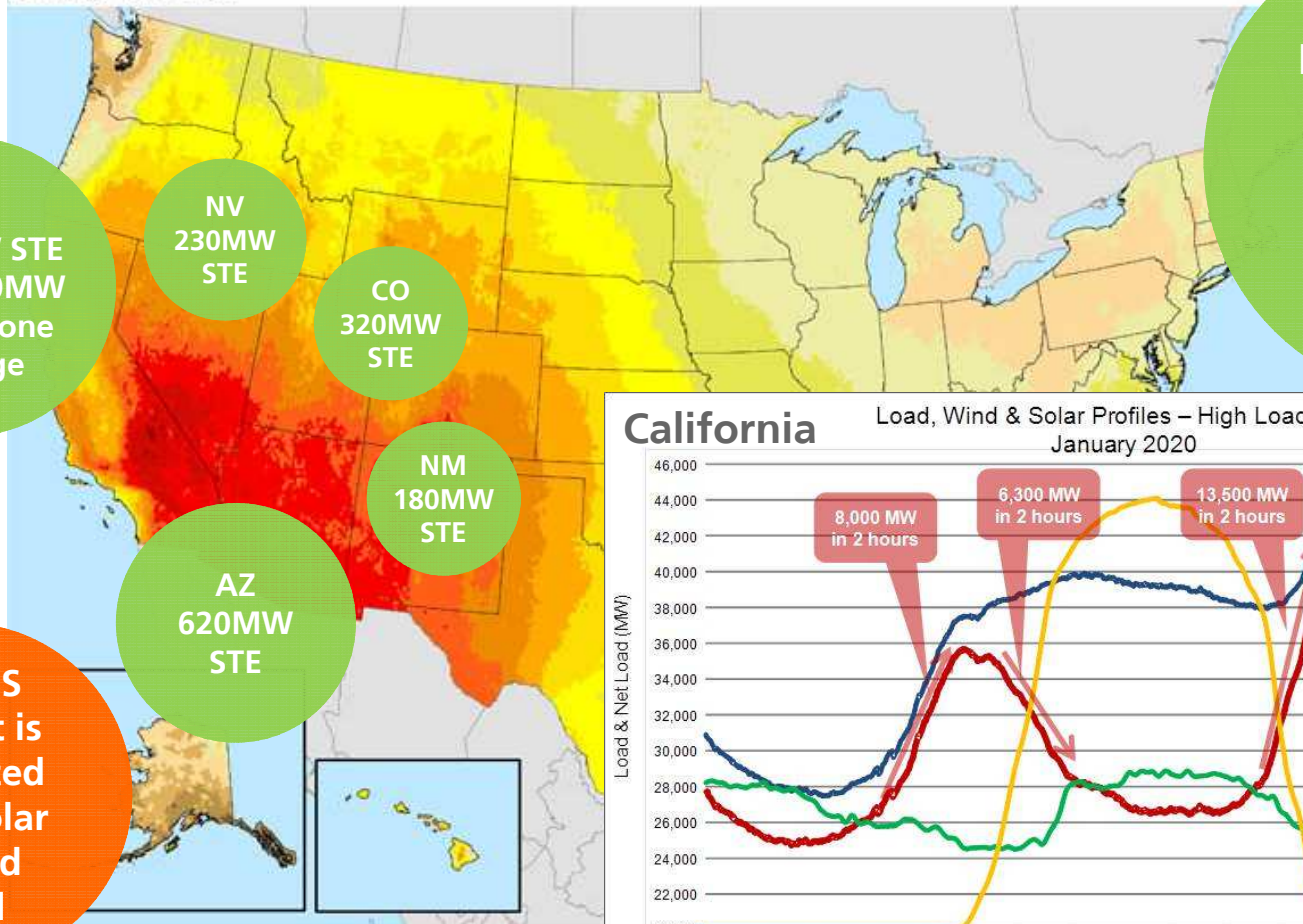 NV
230MW
STE
STE
MW
one
ge
CO
320MW
STE
NM
180MW
STE
AZ
620MW
STE
S
t is
ed
olar
d
California
Load, Wind & Solar Profiles – High Load
January 2020
8,000 MW
in 2 hours
6,300 MW
in 2 hours
13,500 MW
in 2 hours
Load & Net Load (MW)
46,000
44,000
42,000
40,000
38,000
36,000
34,000
32,000
30,000
28,000
26,000
24,000
22,000